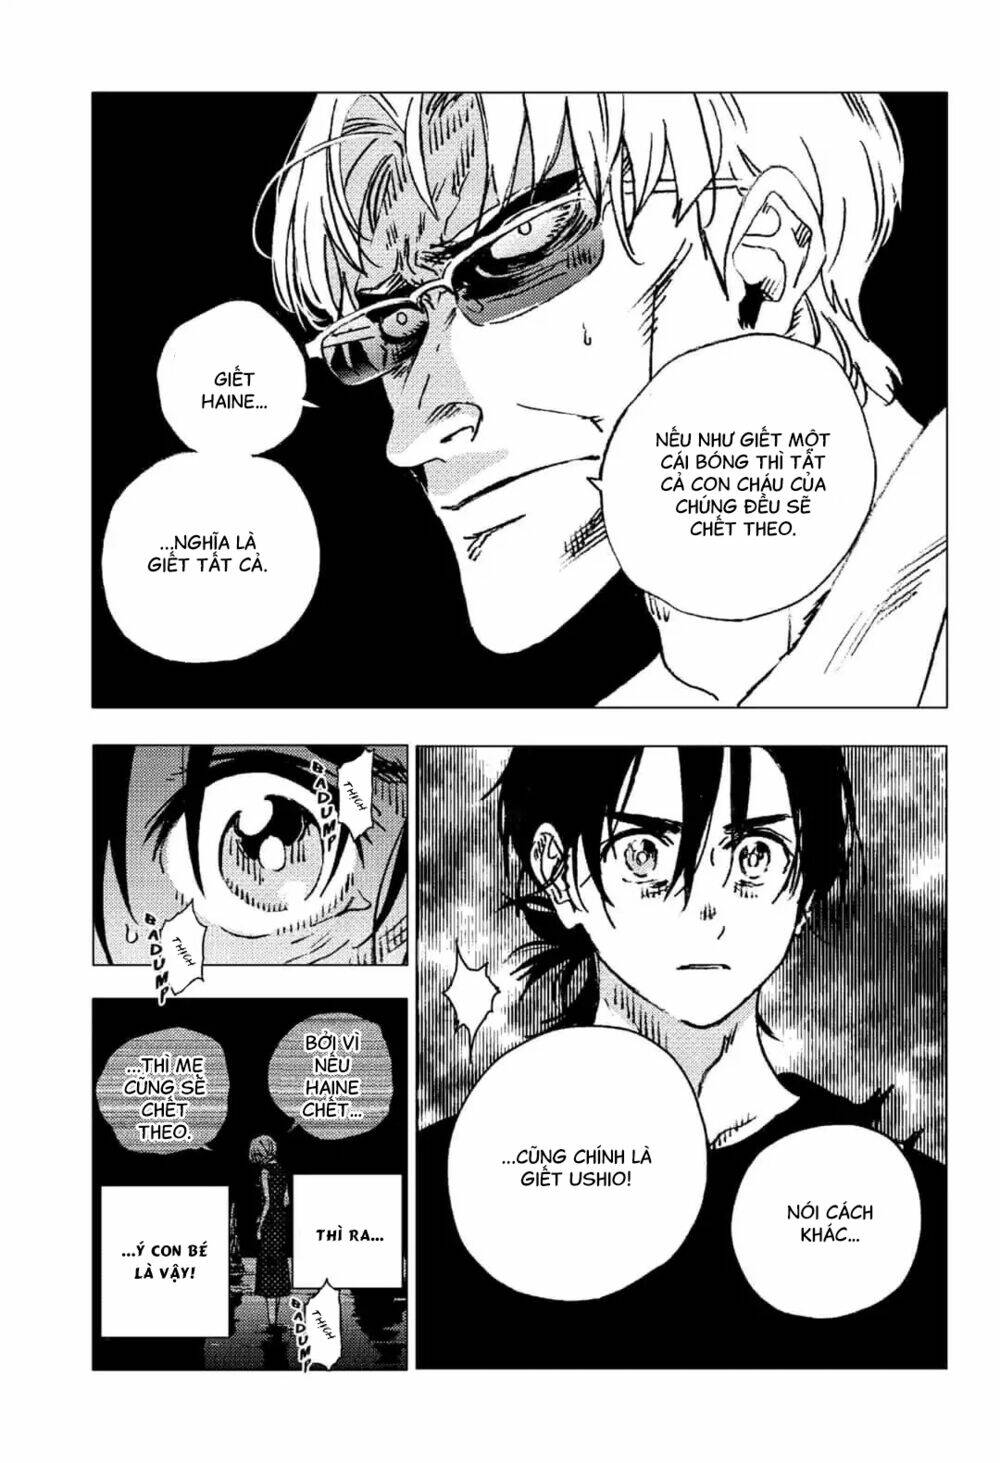 NẾU NHƯ GIẾT MỘT
CÁI BÓNG THÌ TẤT
CẢ CON CHÁU CỦA
CHÚNG ĐỀU SẼ
CHẾT THEO.
GIẾT
HAINE...
...NGHĨA LÀ
GIẾT TẤT CẢ.
NÓI CÁCH
KHÁC...
...CŨNG CHÍNH LÀ
GIẾT USHIO!
THỊCH
BADUMP
THỊCH
BADUMP
BỞI VÌ
NẾU
HAINE
CHẾT...
...THÌ MẸ
CŨNG SẼ
CHẾT
THEO.
THÌ RA...
...Ý CON BÉ
LÀ VẬY!
THỊCH
BADUMP